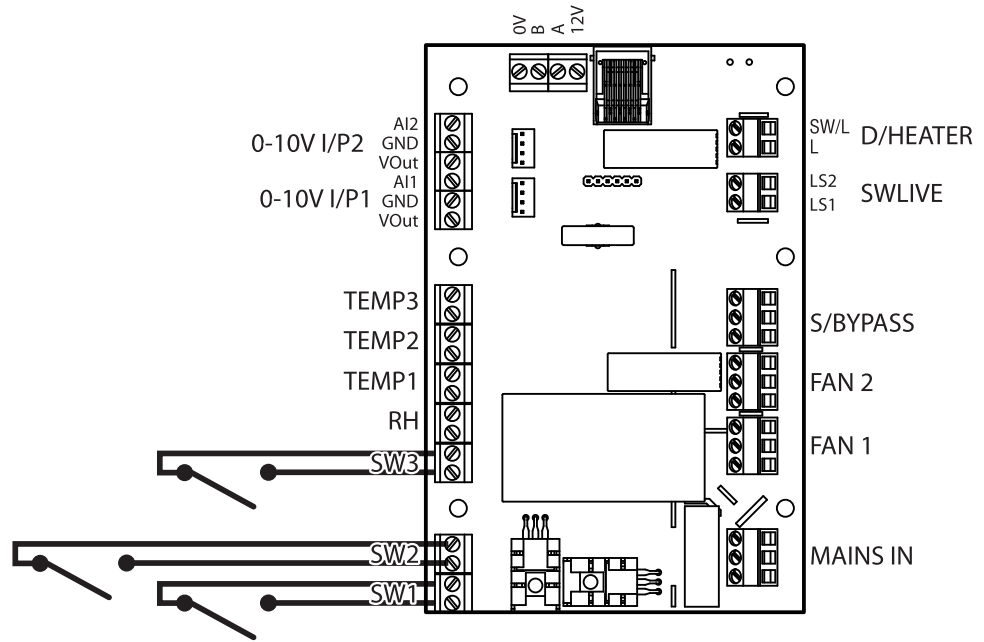 0V
B
A
12V
AI2
0-10V I/P2
GND
VOut
AI1
0-10V I/P1
GND
VOut
TEMP3
TEMP2
TEMP1
RH
SW3
SW2
SW1
SW/L
D/HEATER
L
LS2
SWLIVE
LS1
S/BYPASS
FAN 2
FAN 1
MAINS IN